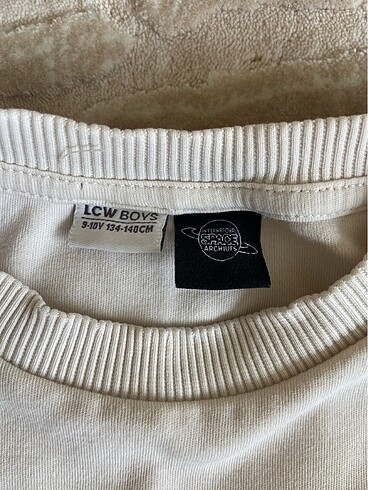 LCW BOYS
9-10Y 134-140CM
INTERNATIONAL
SPACE
ARCHIVES